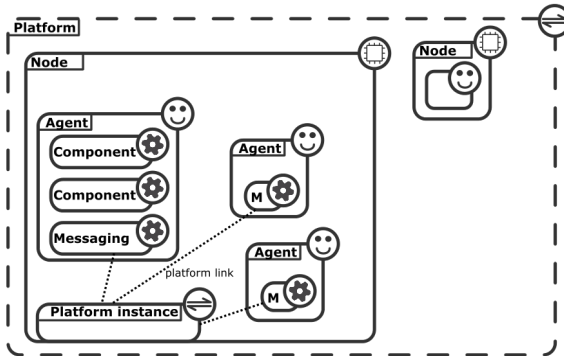 Platform
Node
Node
Agent
Component
Component
Messaging
Agent
M
platform link
Agent
M
Platform instance